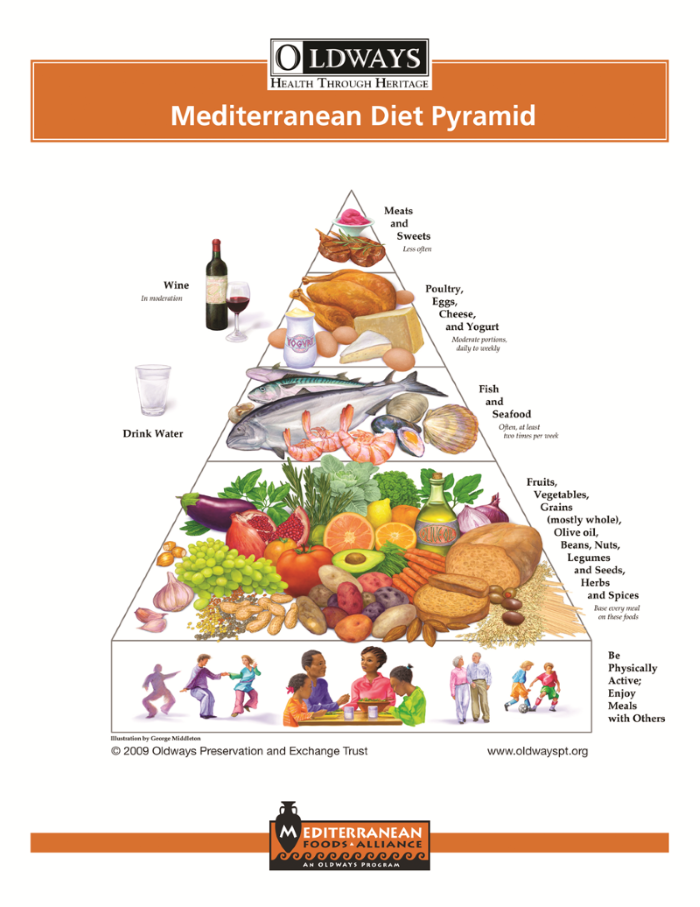 OLDWAYS
HEALTH THROUGH HERITAGE
Mediterranean Diet Pyramid
Meats
and
Sweets
Less often
Wine
In moderation
Poultry,
Eggs,
Cheese,
and Yogurt
Moderate portions,
daily to weekly
YOGURT
Drink Water
Fish
and
Seafood
Often, at least
two times per week
Fruits,
Vegetables,
Grains
(mostly whole),
Olive oil,
Beans, Nuts,
Legumes
and Seeds,
Herbs
and Spices
Base every meal
on these foods
Be
Physically
Active;
Enjoy
Meals
with Others
Illustration by George Middleton
© 2009 Oldways Preservation and Exchange Trust
www.oldwayspt.org
MEDITERRANEAN
FOODS • ALLIANCE
AN OLDWAYS PROGRAM